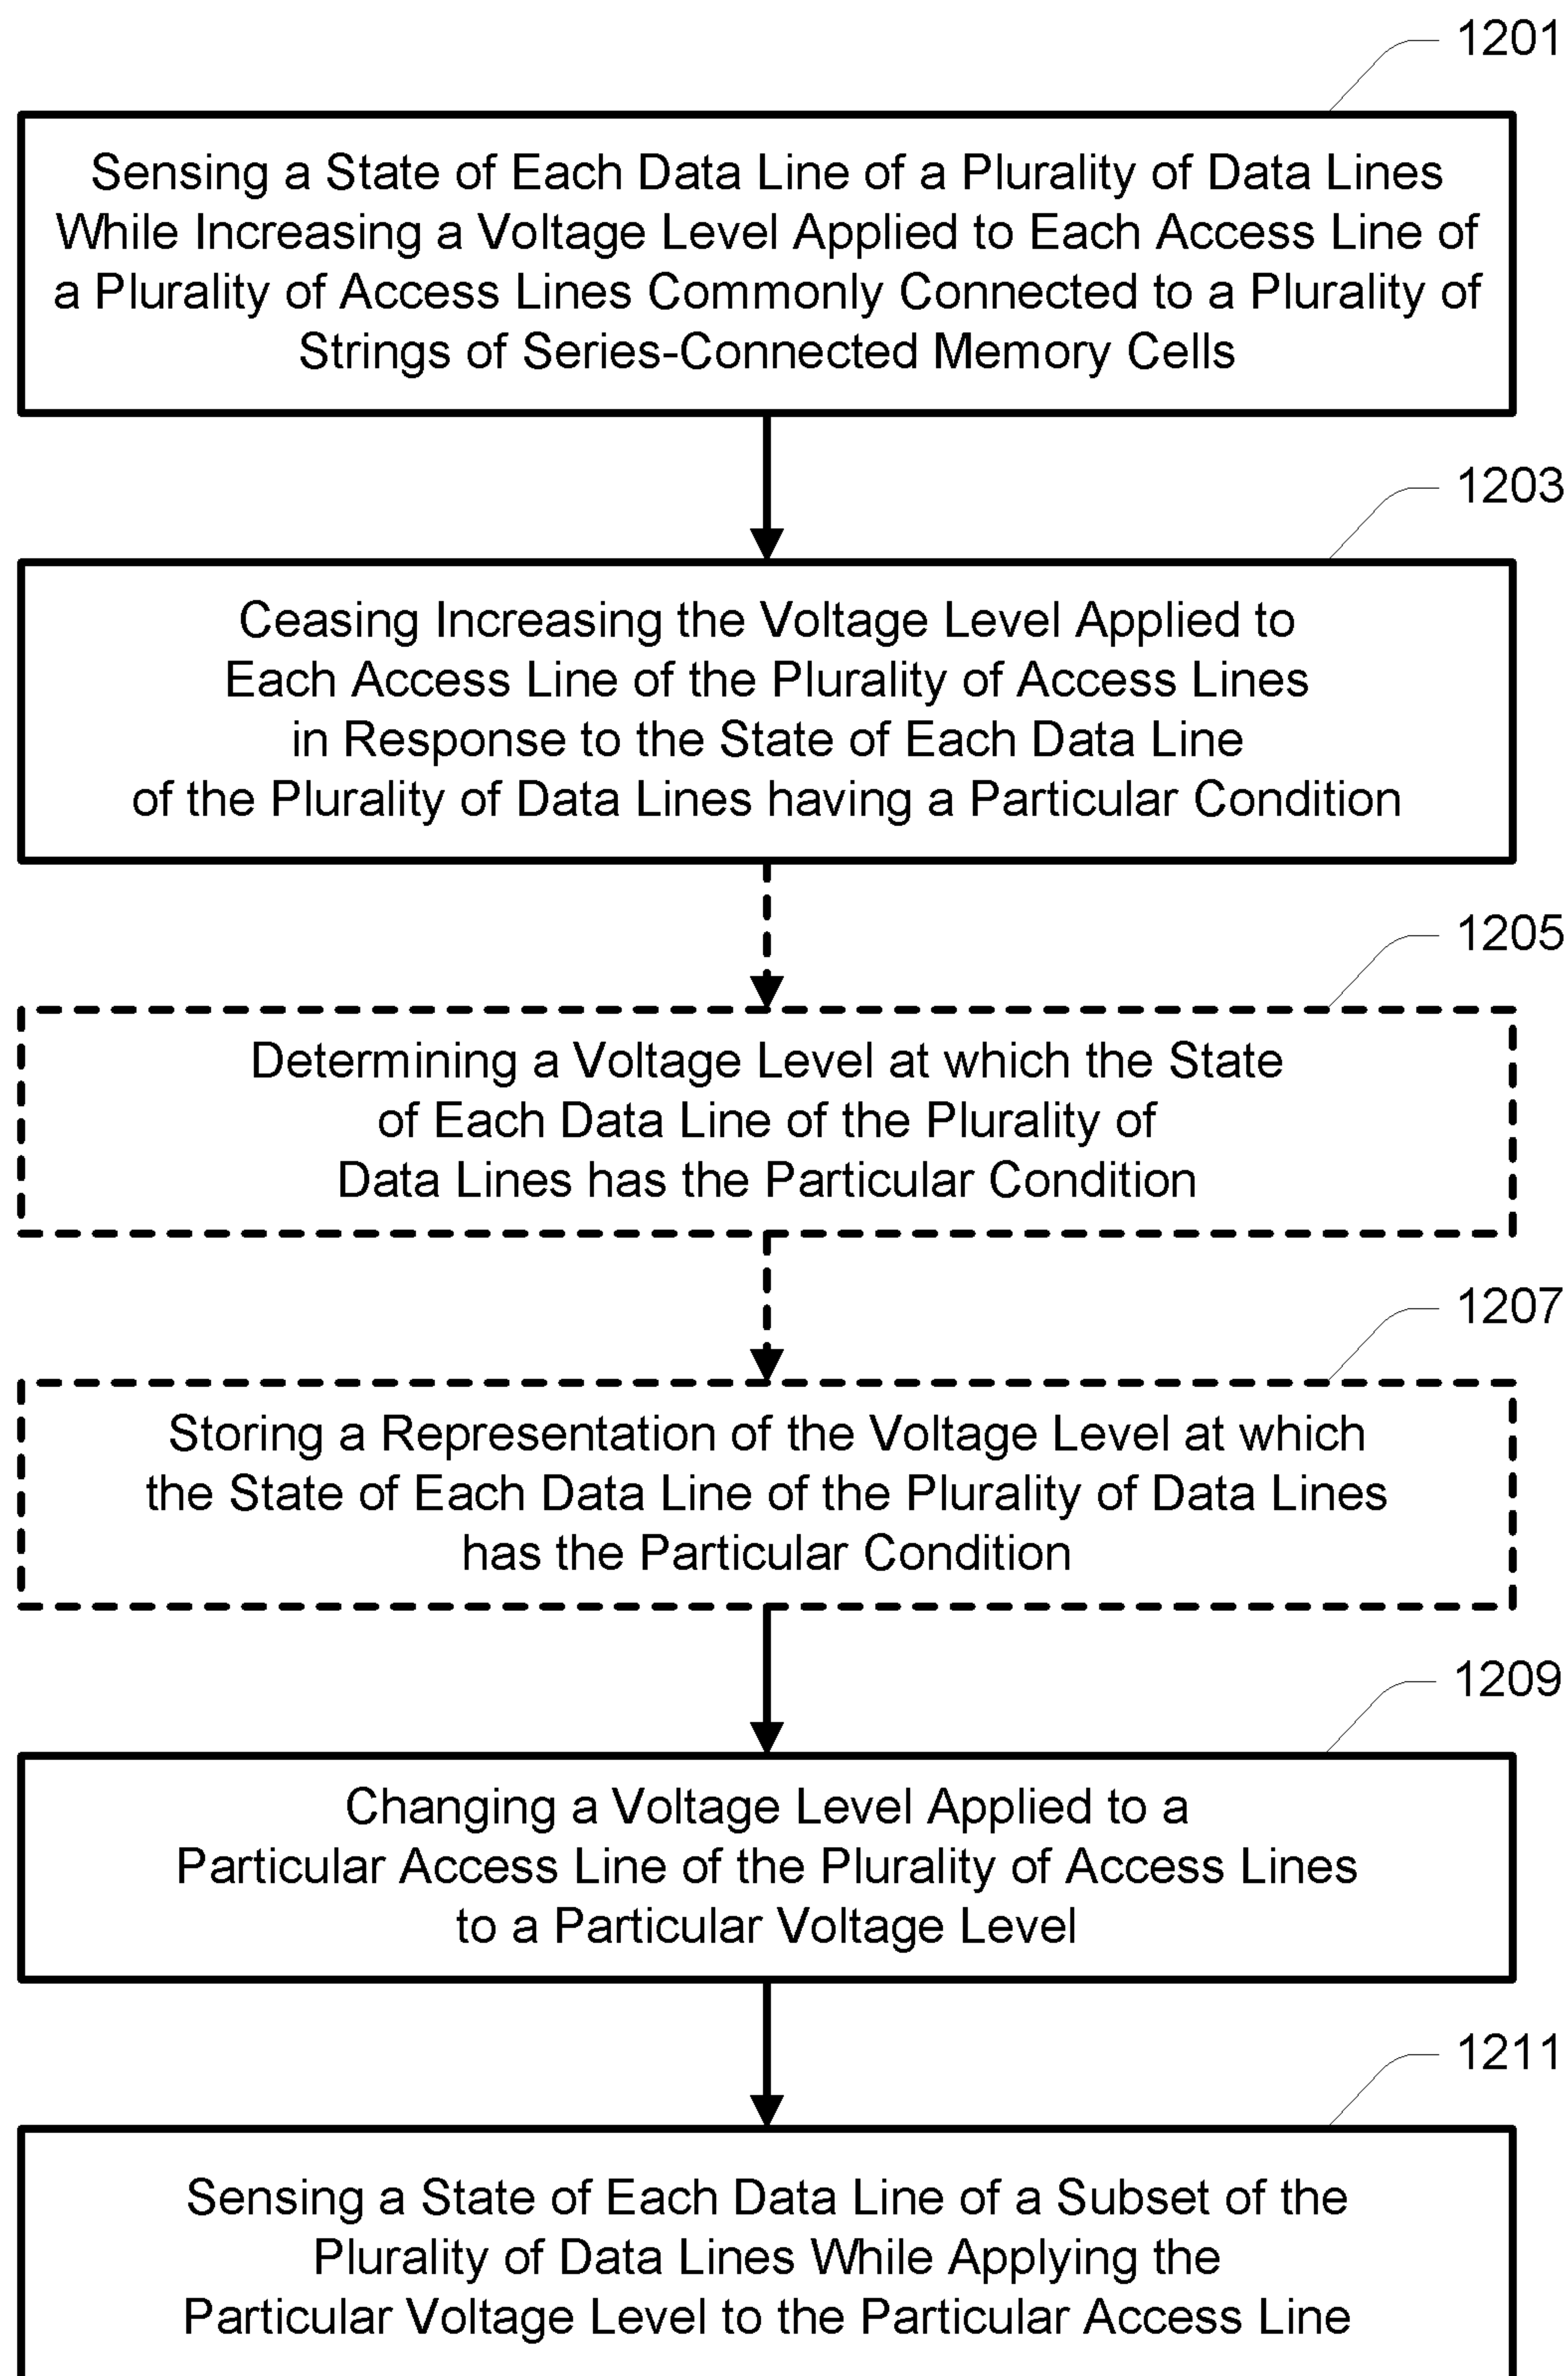 1201
Sensing a State of Each Data Line of a Plurality of Data Lines
While Increasing a Voltage Level Applied to Each Access Line of
a Plurality of Access Lines Commonly Connected to a Plurality of
Strings of Series-Connected Memory Cells
1203
Ceasing Increasing the Voltage Level Applied to
Each Access Line of the Plurality of Access Lines
in Response to the State of Each Data Line
of the Plurality of Data Lines having a Particular Condition
1205
Determining a Voltage Level at which the State
of Each Data Line of the Plurality of
Data Lines has the Particular Condition
1207
Storing a Representation of the Voltage Level at which
the State of Each Data Line of the Plurality of Data Lines
has the Particular Condition
1209
Changing a Voltage Level Applied to a
Particular Access Line of the Plurality of Access Lines
to a Particular Voltage Level
1211
Sensing a State of Each Data Line of a Subset of the
Plurality of Data Lines While Applying the
Particular Voltage Level to the Particular Access Line